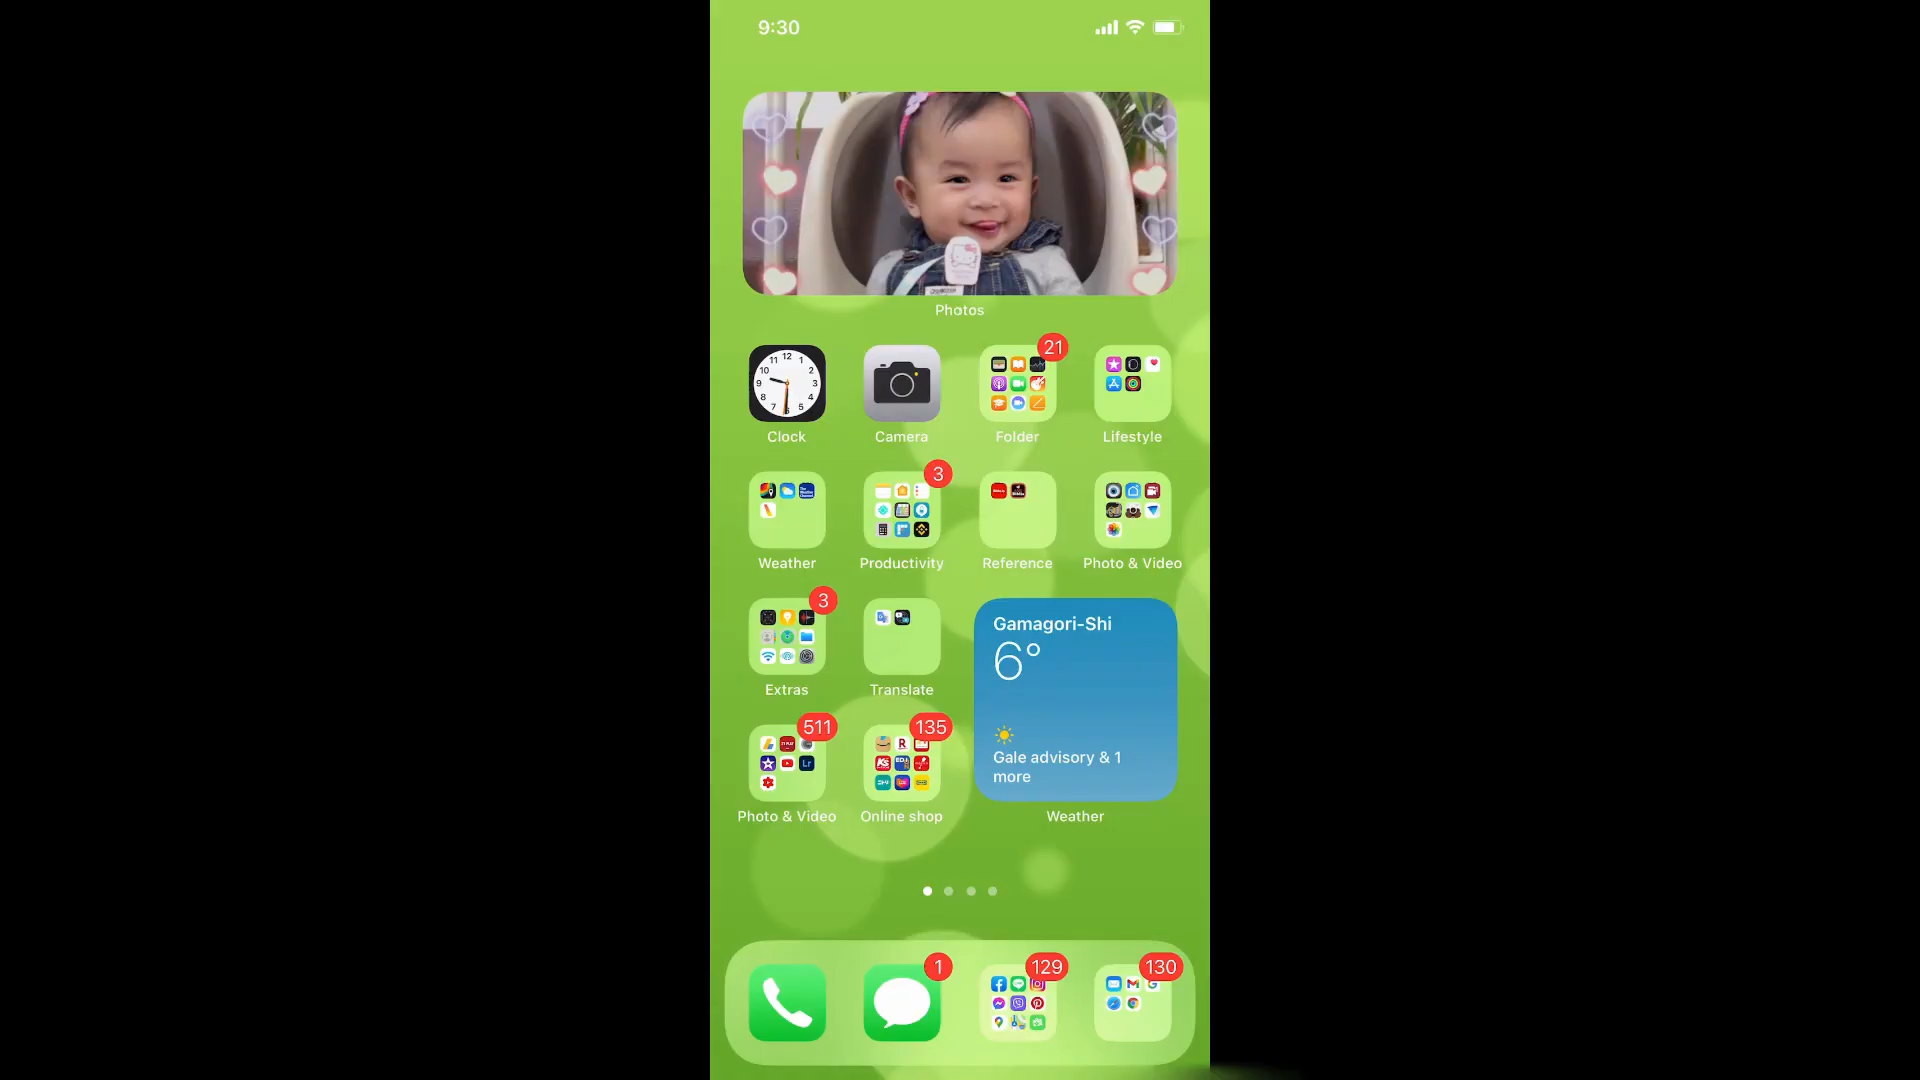 9:30
Photos
21
Clock
Camera
Folder
Lifestyle
3
Weather
Productivity
Reference
Photo & Video
3
Gamagori-Shi
6°
Extras
Translate
511
135
Gale advisory & 1
more
Photo & Video
Online shop
Weather
1
129
130